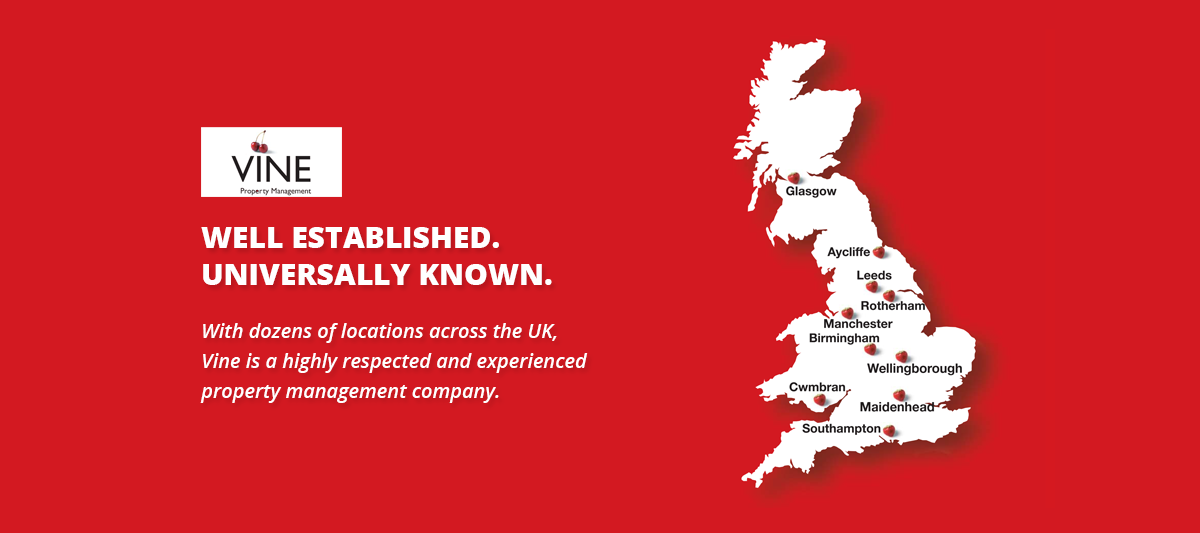 VINE
Property Management
WELL ESTABLISHED.
UNIVERSALLY KNOWN.
With dozens of locations across the UK,
Vine is a highly respected and experienced
property management company.
Glasgow
Aycliffe
Leeds
Rotherham
Manchester
Birmingham
Wellingborough
Cwmbran
Maidenhead
Southampton